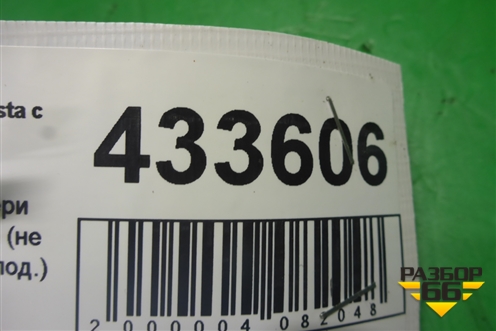 sta с
433606
ри
(не
под.)
2 000004 082048
РАЗБОР
66